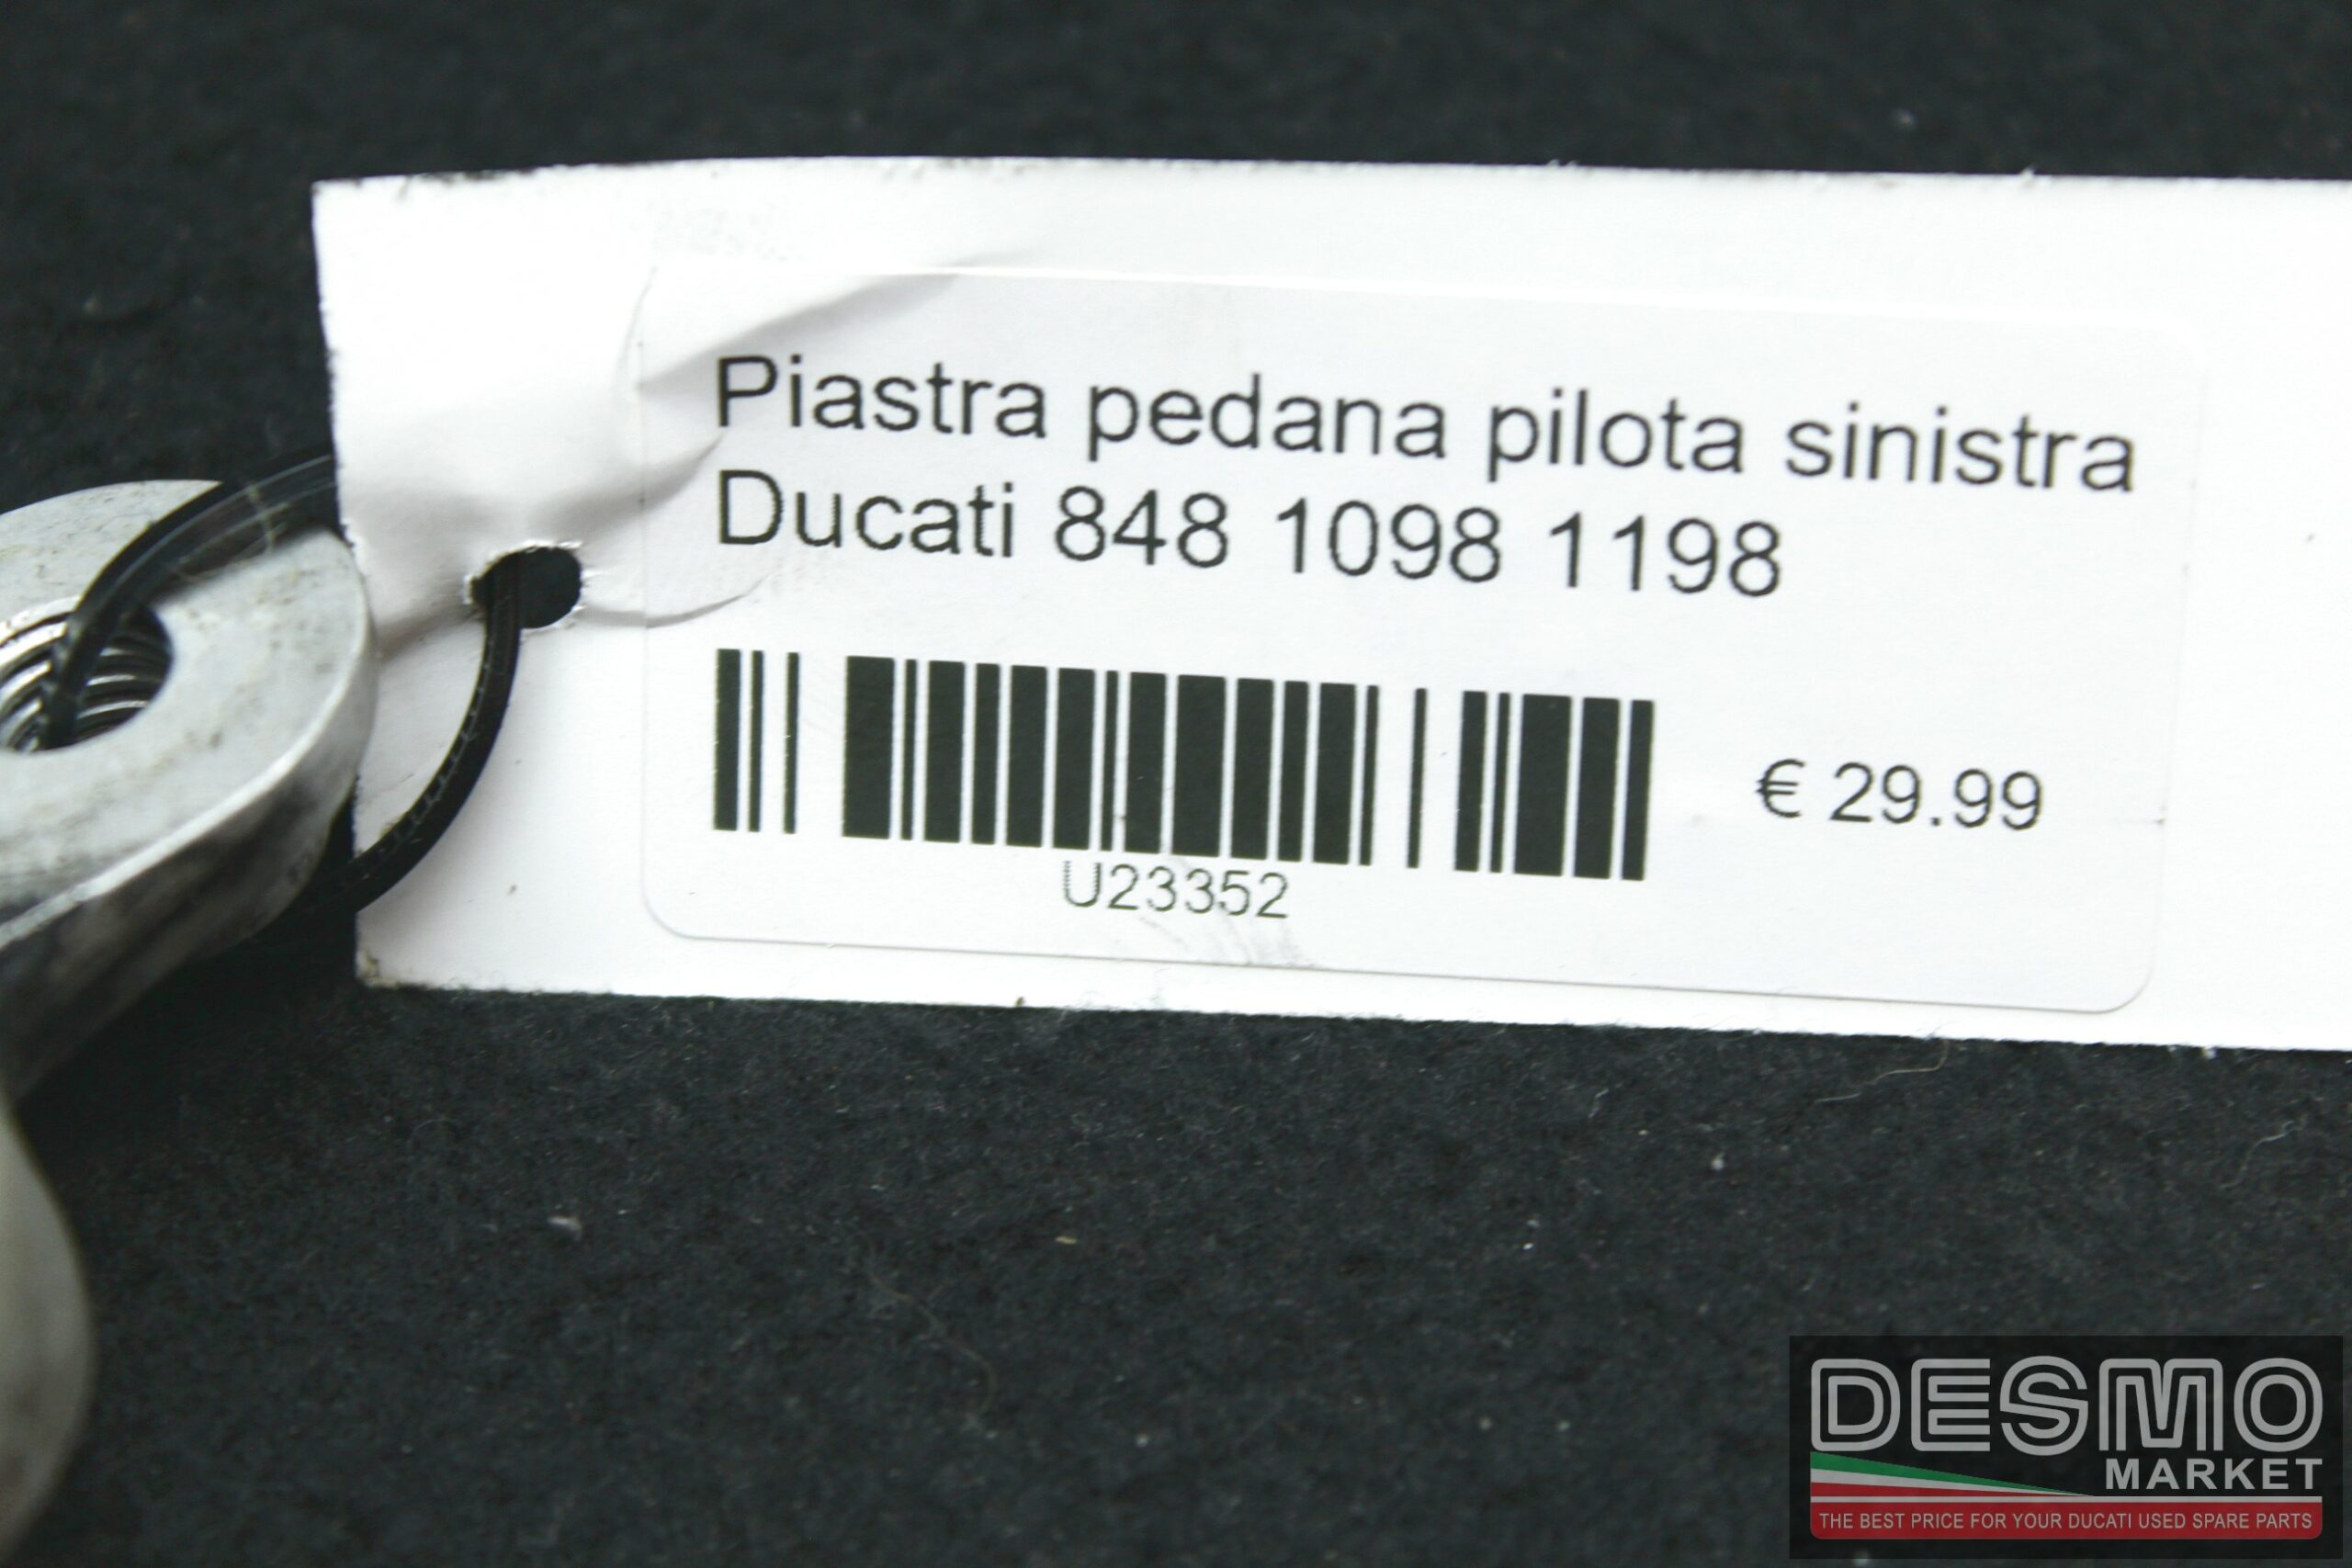 Piastra pedana pilota sinistra
Ducati 848 1098 1198
€ 29.99
U23352
DESMO
MARKET
THE BEST PRICE FOR YOUR DUCATI USED SPARE PARTS